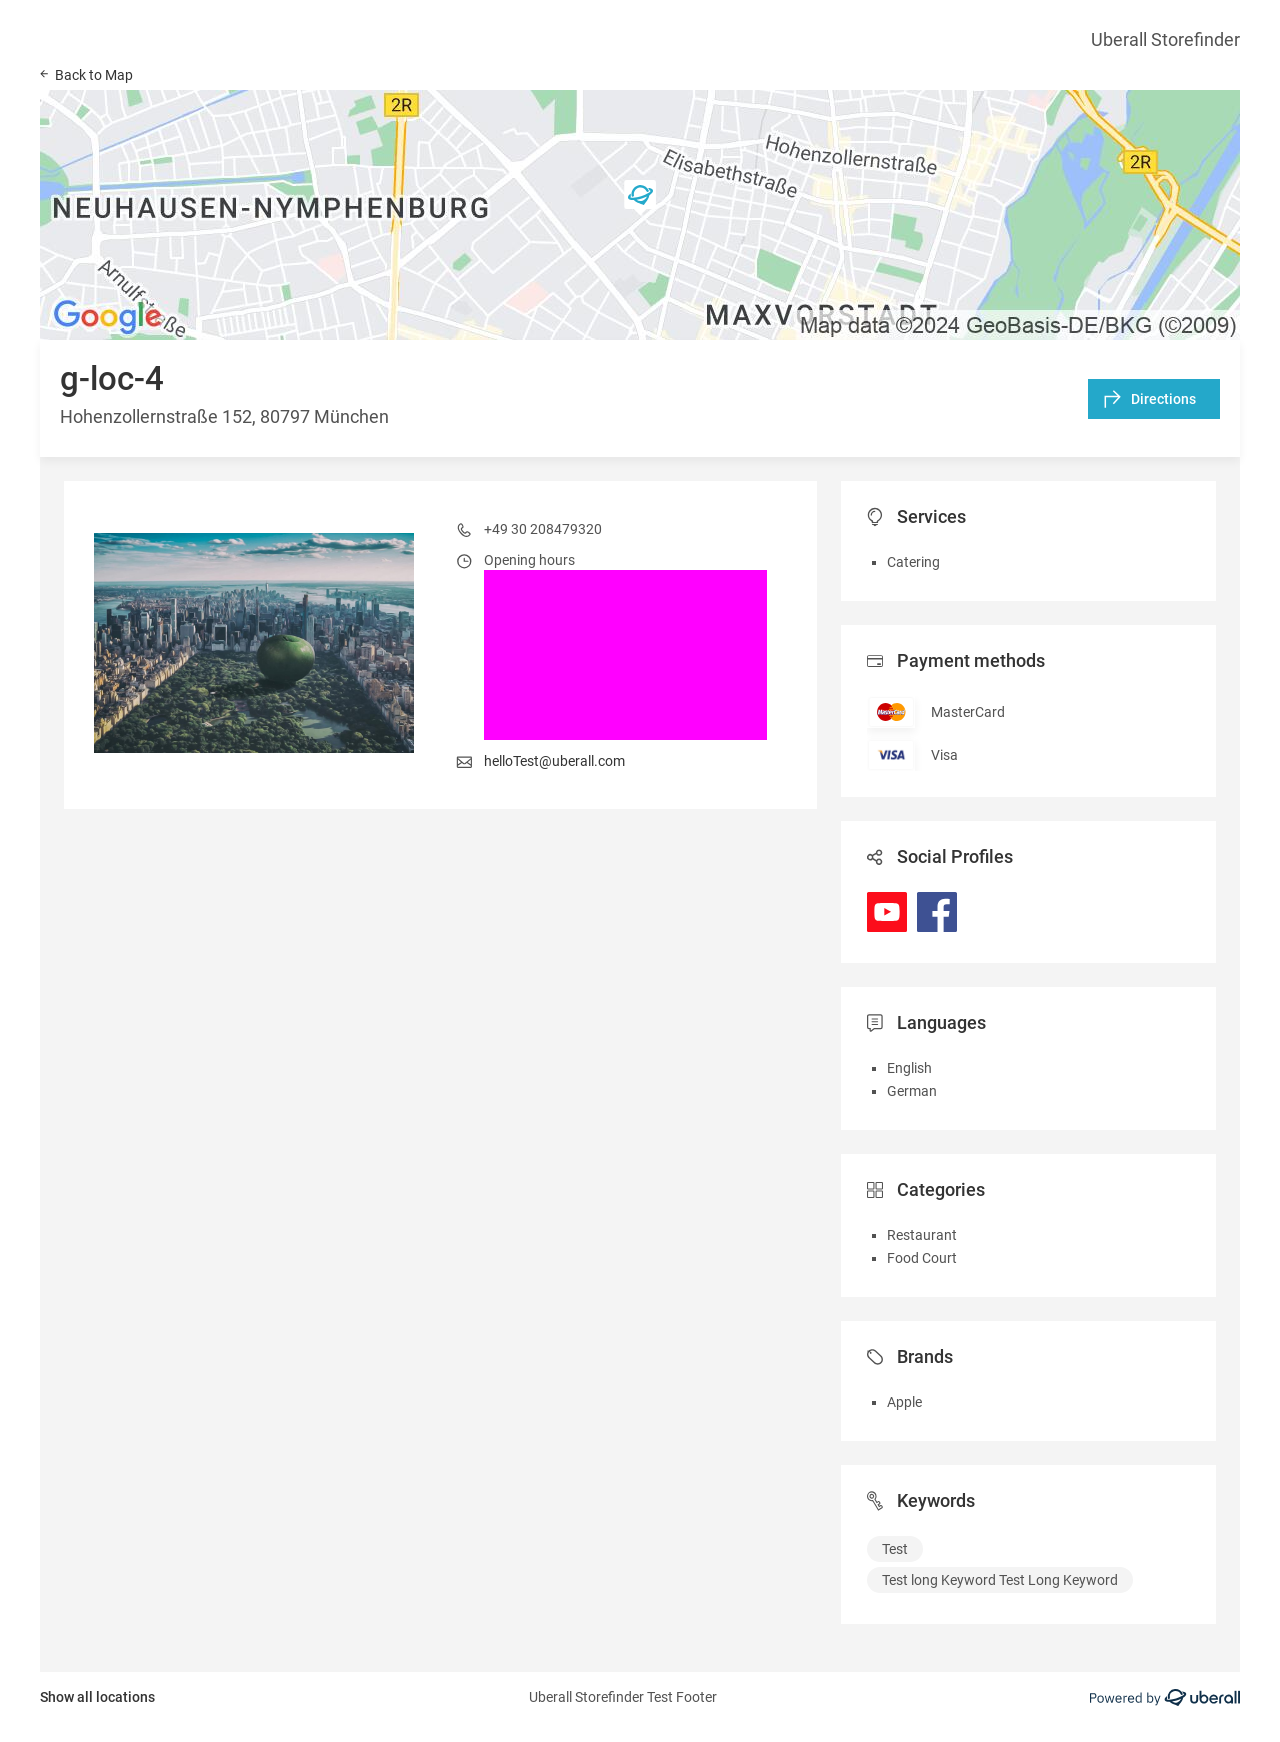 Uberall Storefinder
Back to Map
2R
Hohenzollernstraße
Elisabethstraße
2R
NEUHAUSEN-NYMPHENBURG
Arnulfstraße
MAXVORSTADT
Google
Map data ©2024 GeoBasis-DE/BKG (©2009)
g-loc-4
Hohenzollernstraße 152, 80797 München
Directions
+49 30 208479320
Opening hours
helloTest@uberall.com
Services
Catering
Payment methods
MasterCard
MasterCard
VISA
Visa
Social Profiles
Languages
English
German
Categories
Restaurant
Food Court
Brands
Apple
Keywords
Test
Test long Keyword Test Long Keyword
Show all locations
Uberall Storefinder Test Footer
Powered by uberall